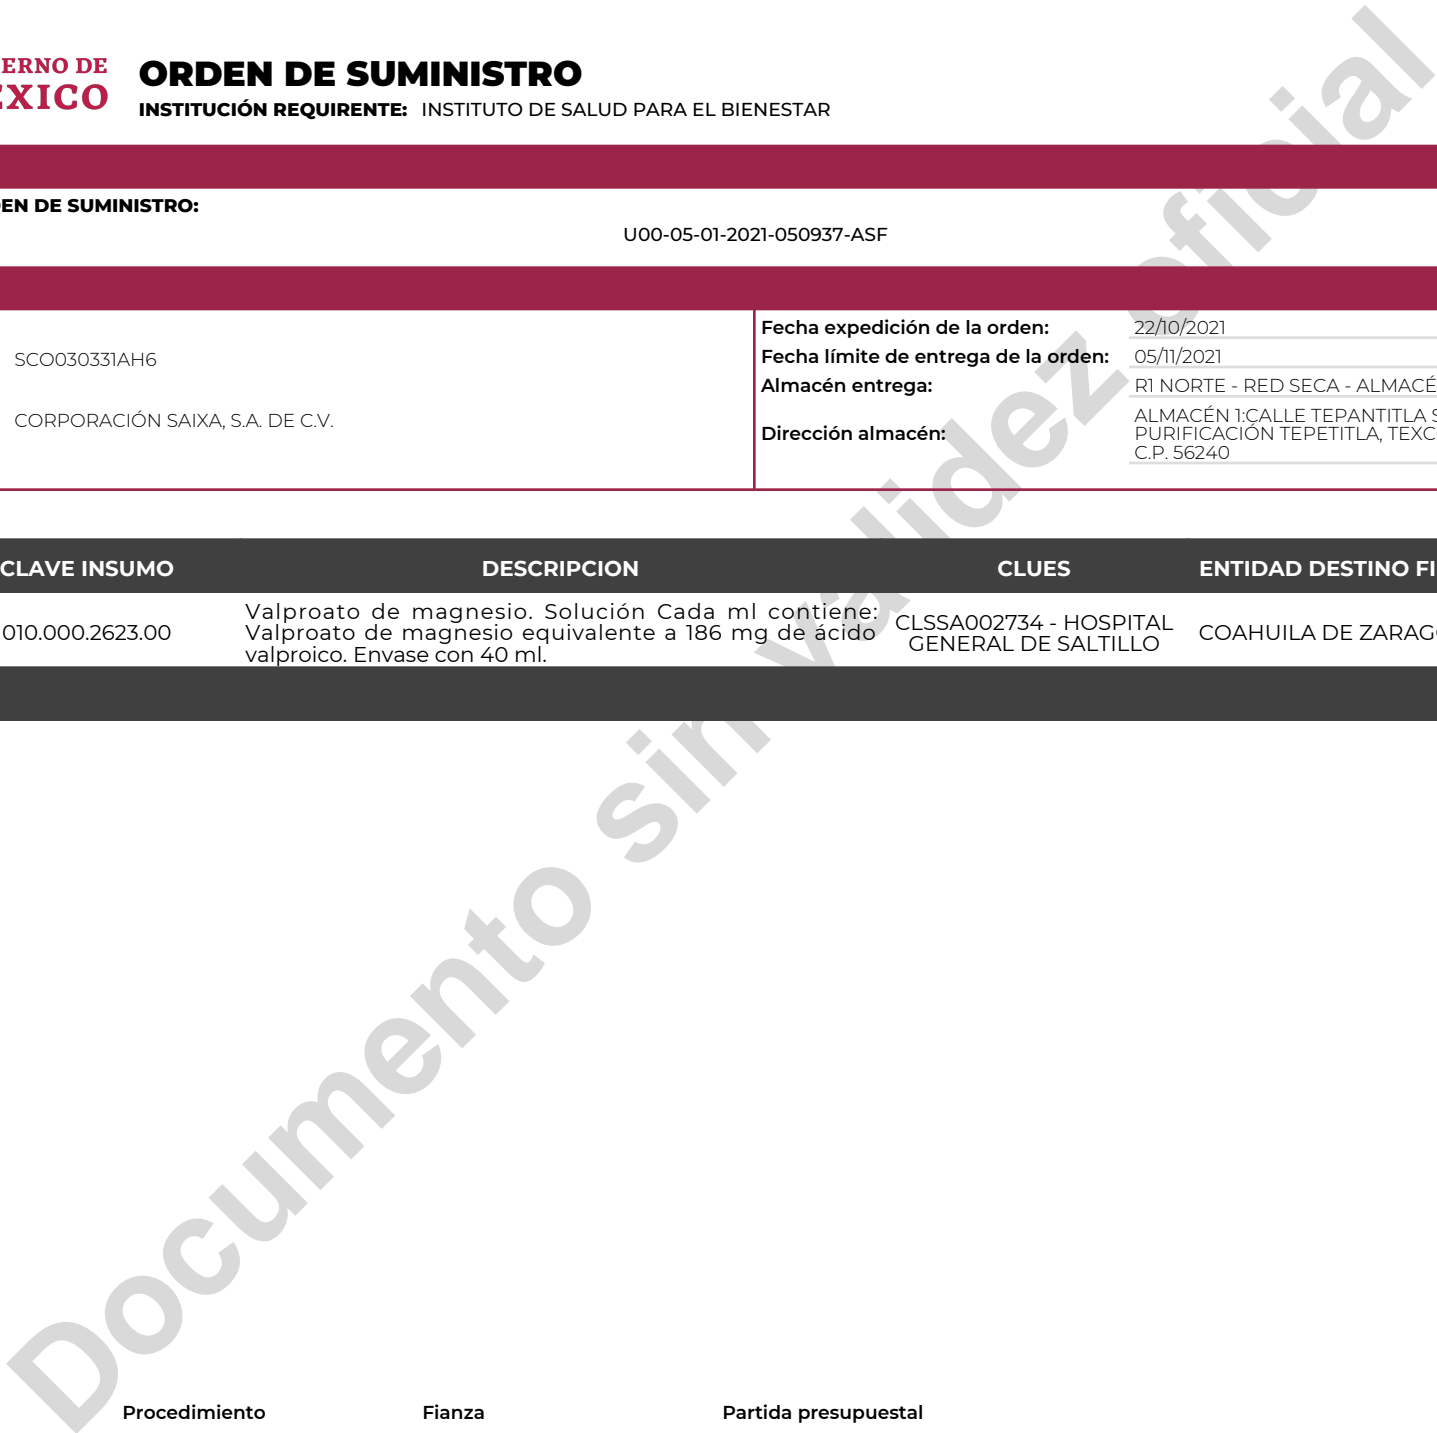 ERNO DE
EXICO
ORDEN DE SUMINISTRO
INSTITUCIÓN REQUIRENTE: INSTITUTO DE SALUD PARA EL BIENESTAR
EN DE SUMINISTRO:
U00-05-01-2021-050937-ASF
SCO030331AH6
CORPORACIÓN SAIXA, S.A. DE C.V.
Fecha expedición de la orden: 22/10/2021
Fecha límite de entrega de la orden: 05/11/2021
Almacén entrega: R1 NORTE - RED SECA - ALMACÉ
Dirección almacén: ALMACÉN 1:CALLE TEPANTITLA S
PURIFICACIÓN TEPETITLA, TEXC
C.P. 56240
CLAVE INSUMO DESCRIPCION CLUES ENTIDAD DESTINO FI
010.000.2623.00
Valproato de magnesio. Solución Cada ml contiene:
Valproato de magnesio equivalente a 186 mg de ácido
valproico. Envase con 40 ml.
CLSSA002734 - HOSPITAL
GENERAL DE SALTILLO
COAHUILA DE ZARAG
Documento sin validez oficial
Procedimiento Fianza Partida presupuestal